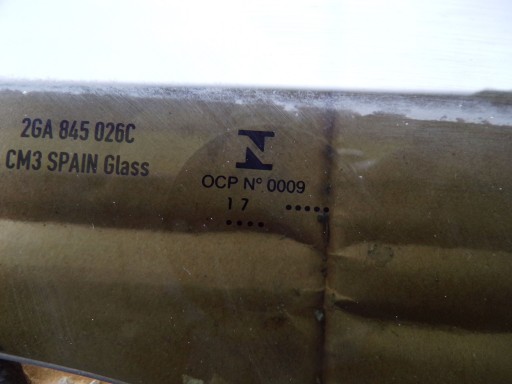 2GA 845 026C
CM3 SPAIN Glass
N
OCP Nº 0009
1 7 •••••
••••